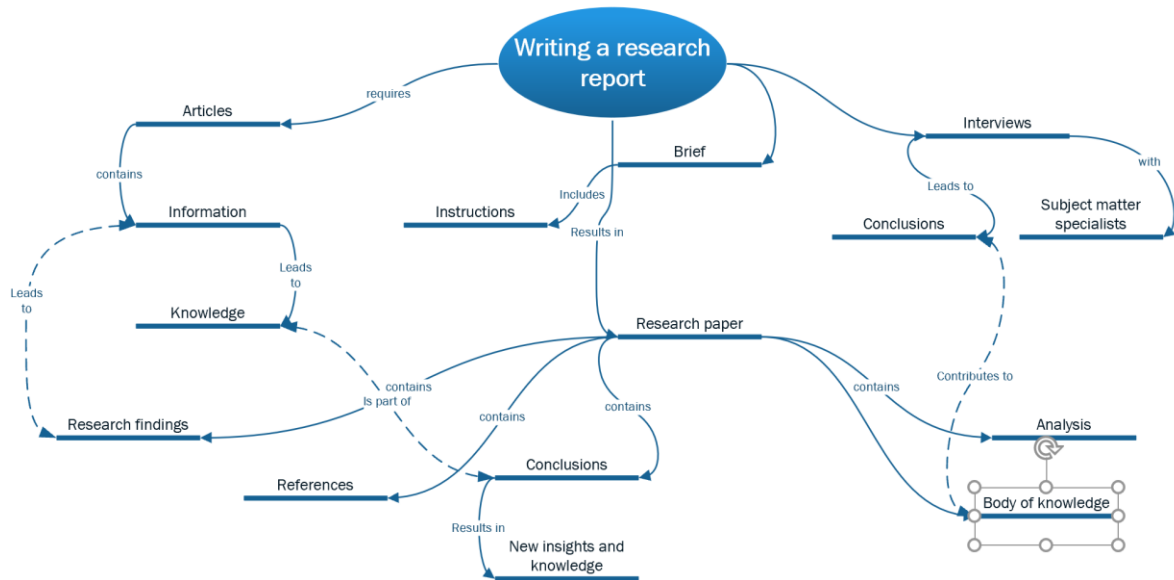 Writing a research
report
requires
Articles
Interviews
Brief
with
contains
Leads to
Includes
Information
Instructions
Subject matter
specialists
Results in
Conclusions
Leads
to
Leads
to
Knowledge
Research paper
contains
contains
Contributes to
Is part of
contains
contains
Research findings
Analysis
Conclusions
References
Body of knowledge
Results in
New insights and
knowledge